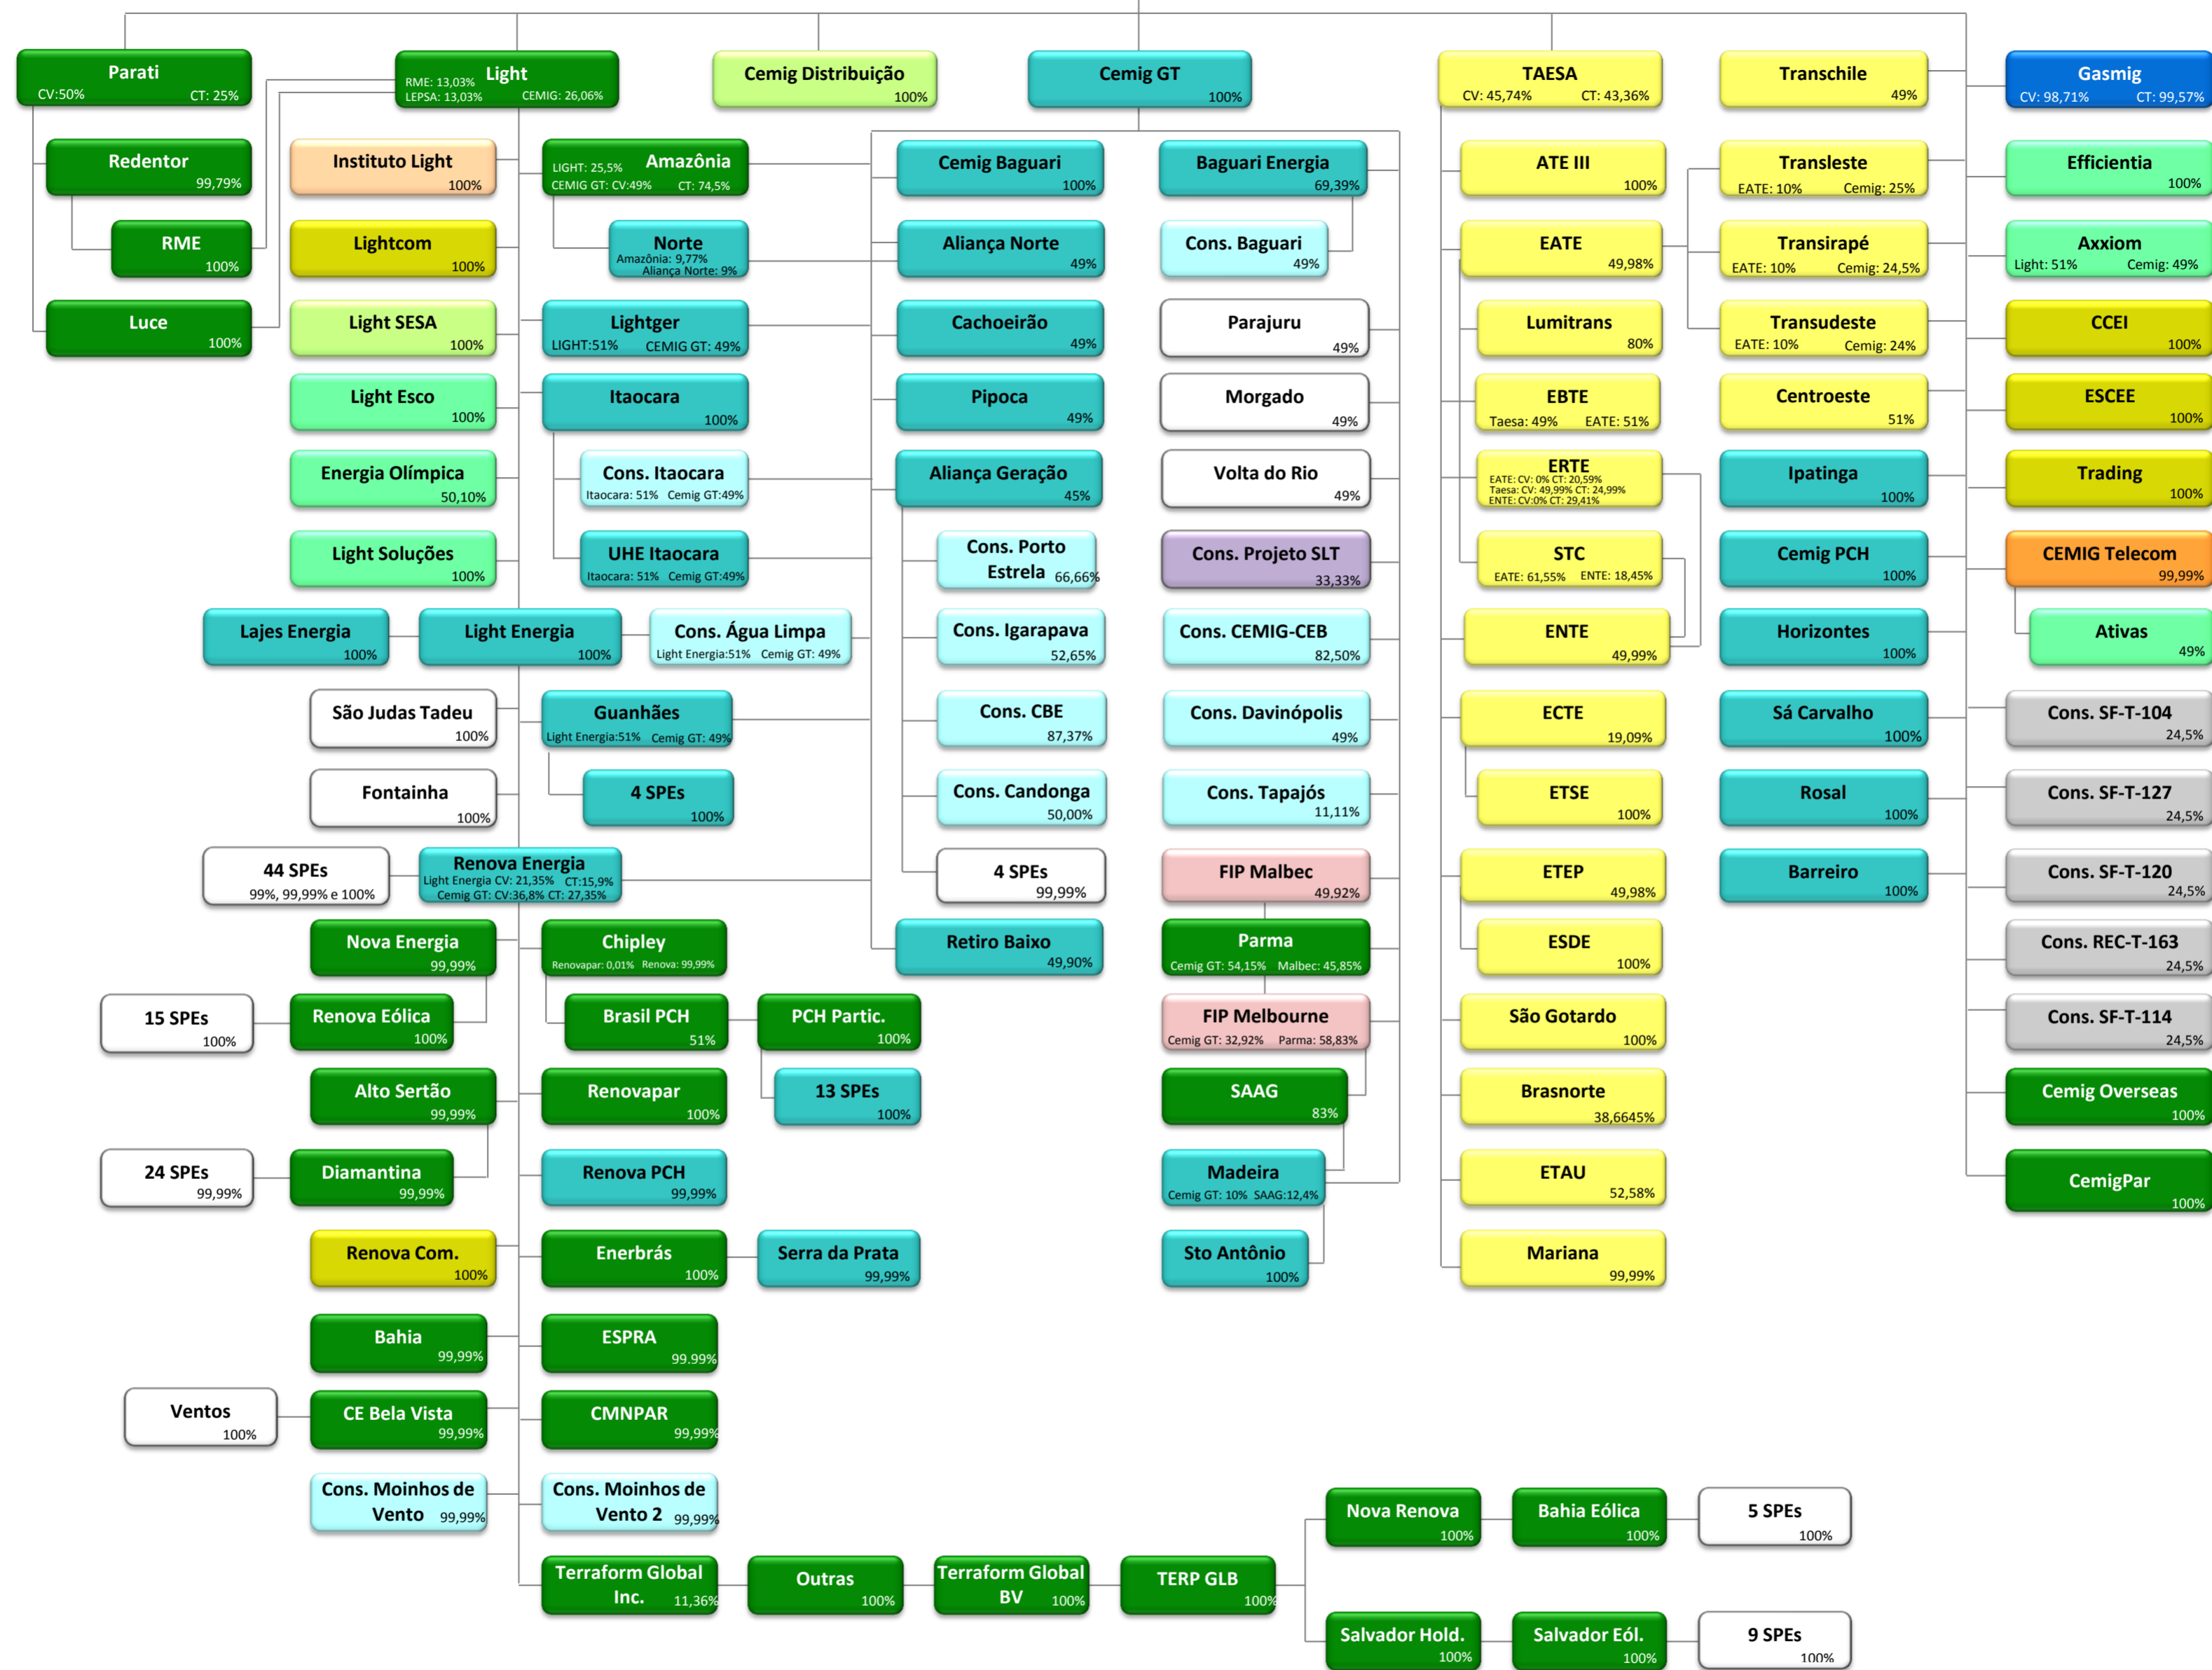 Parati
CV:50% CT: 25%
Light
RME: 13,03%
LEPSA: 13,03% CEMIG: 26,06%
Cemig Distribuição
100%
Cemig GT
100%
TAESA
CV: 45,74% CT: 43,36%
Transchile
49%
Gasmig
CV: 98,71% CT: 99,57%
Redentor
99,79%
Instituto Light
100%
Amazônia
LIGHT: 25,5%
CEMIG GT: CV:49% CT: 74,5%
Cemig Baguari
100%
Baguari Energia
69,39%
ATE III
100%
Transleste
EATE: 10% Cemig: 25%
Efficientia
100%
RME
100%
Lightcom
100%
Norte
Amazônia: 9,77%
Aliança Norte: 9%
Aliança Norte
49%
Cons. Baguari
49%
EATE
49,98%
Transirapé
EATE: 10% Cemig: 24,5%
Axxiom
Light: 51% Cemig: 49%
Luce
100%
Light SESA
100%
Lightger
LIGHT:51% CEMIG GT: 49%
Cachoeirão
49%
Parajuru
49%
Lumitrans
80%
Transudeste
EATE: 10% Cemig: 24%
CCEI
100%
Light Esco
100%
Itaocara
100%
Pipoca
49%
Morgado
49%
EBTE
Taesa: 49% EATE: 51%
Centroeste
51%
ESCEE
100%
Energia Olímpica
50,10%
Cons. Itaocara
Itaocara: 51% Cemig GT:49%
Aliança Geração
45%
Volta do Rio
49%
ERTE
EATE: CV: 0% CT: 20,59%
Taesa: CV: 49,99% CT: 24,99%
ENTE: CV:0% CT: 29,41%
Ipatinga
100%
Trading
100%
Light Soluções
100%
UHE Itaocara
Itaocara: 51% Cemig GT:49%
Cons. Porto
Estrela 66,66%
Cons. Projeto SLT
33,33%
STC
EATE: 61,55% ENTE: 18,45%
Cemig PCH
100%
CEMIG Telecom
99,99%
Lajes Energia
100%
Light Energia
100%
Cons. Água Limpa
Light Energia:51% Cemig GT: 49%
Cons. Igarapava
52,65%
Cons. CEMIG-CEB
82,50%
ENTE
49,99%
Horizontes
100%
Ativas
49%
São Judas Tadeu
100%
Guanhães
Light Energia:51% Cemig GT: 49%
Cons. CBE
87,37%
Cons. Davinópolis
49%
ECTE
19,09%
Sá Carvalho
100%
Cons. SF-T-104
24,5%
Fontainha
100%
4 SPEs
100%
Cons. Candonga
50,00%
Cons. Tapajós
11,11%
ETSE
100%
Rosal
100%
Cons. SF-T-127
24,5%
44 SPEs
99%, 99,99% e 100%
Renova Energia
Light Energia CV: 21,35% CT:15,9%
Cemig GT: CV:36,8% CT: 27,35%
4 SPEs
99,99%
FIP Malbec
49,92%
ETEP
49,98%
Barreiro
100%
Cons. SF-T-120
24,5%
Nova Energia
99,99%
Chipley
Renovapar: 0,01% Renova: 99,99%
Retiro Baixo
49,90%
Parma
Cemig GT: 54,15% Malbec: 45,85%
ESDE
100%
Cons. REC-T-163
24,5%
15 SPEs
100%
Renova Eólica
100%
Brasil PCH
51%
PCH Partic.
100%
FIP Melbourne
Cemig GT: 32,92% Parma: 58,83%
São Gotardo
100%
Cons. SF-T-114
24,5%
Alto Sertão
99,99%
Renovapar
100%
13 SPEs
100%
SAAG
83%
Brasnorte
38,6645%
Cemig Overseas
100%
24 SPEs
99,99%
Diamantina
99,99%
Renova PCH
99,99%
Madeira
Cemig GT: 10% SAAG:12,4%
ETAU
52,58%
CemigPar
100%
Renova Com.
100%
Enerbrás
100%
Serra da Prata
99,99%
Sto Antônio
100%
Mariana
99,99%
Bahia
99,99%
ESPRA
99.99%
Ventos
100%
CE Bela Vista
99,99%
CMNPAR
99,99%
Cons. Moinhos de
Vento 99,99%
Cons. Moinhos de
Vento 2 99,99%
Nova Renova
100%
Bahia Eólica
100%
5 SPEs
100%
Terraform Global
Inc. 11,36%
Outras
100%
Terraform Global
BV 100%
TERP GLB
100%
Salvador Hold.
100%
Salvador Eól.
100%
9 SPEs
100%